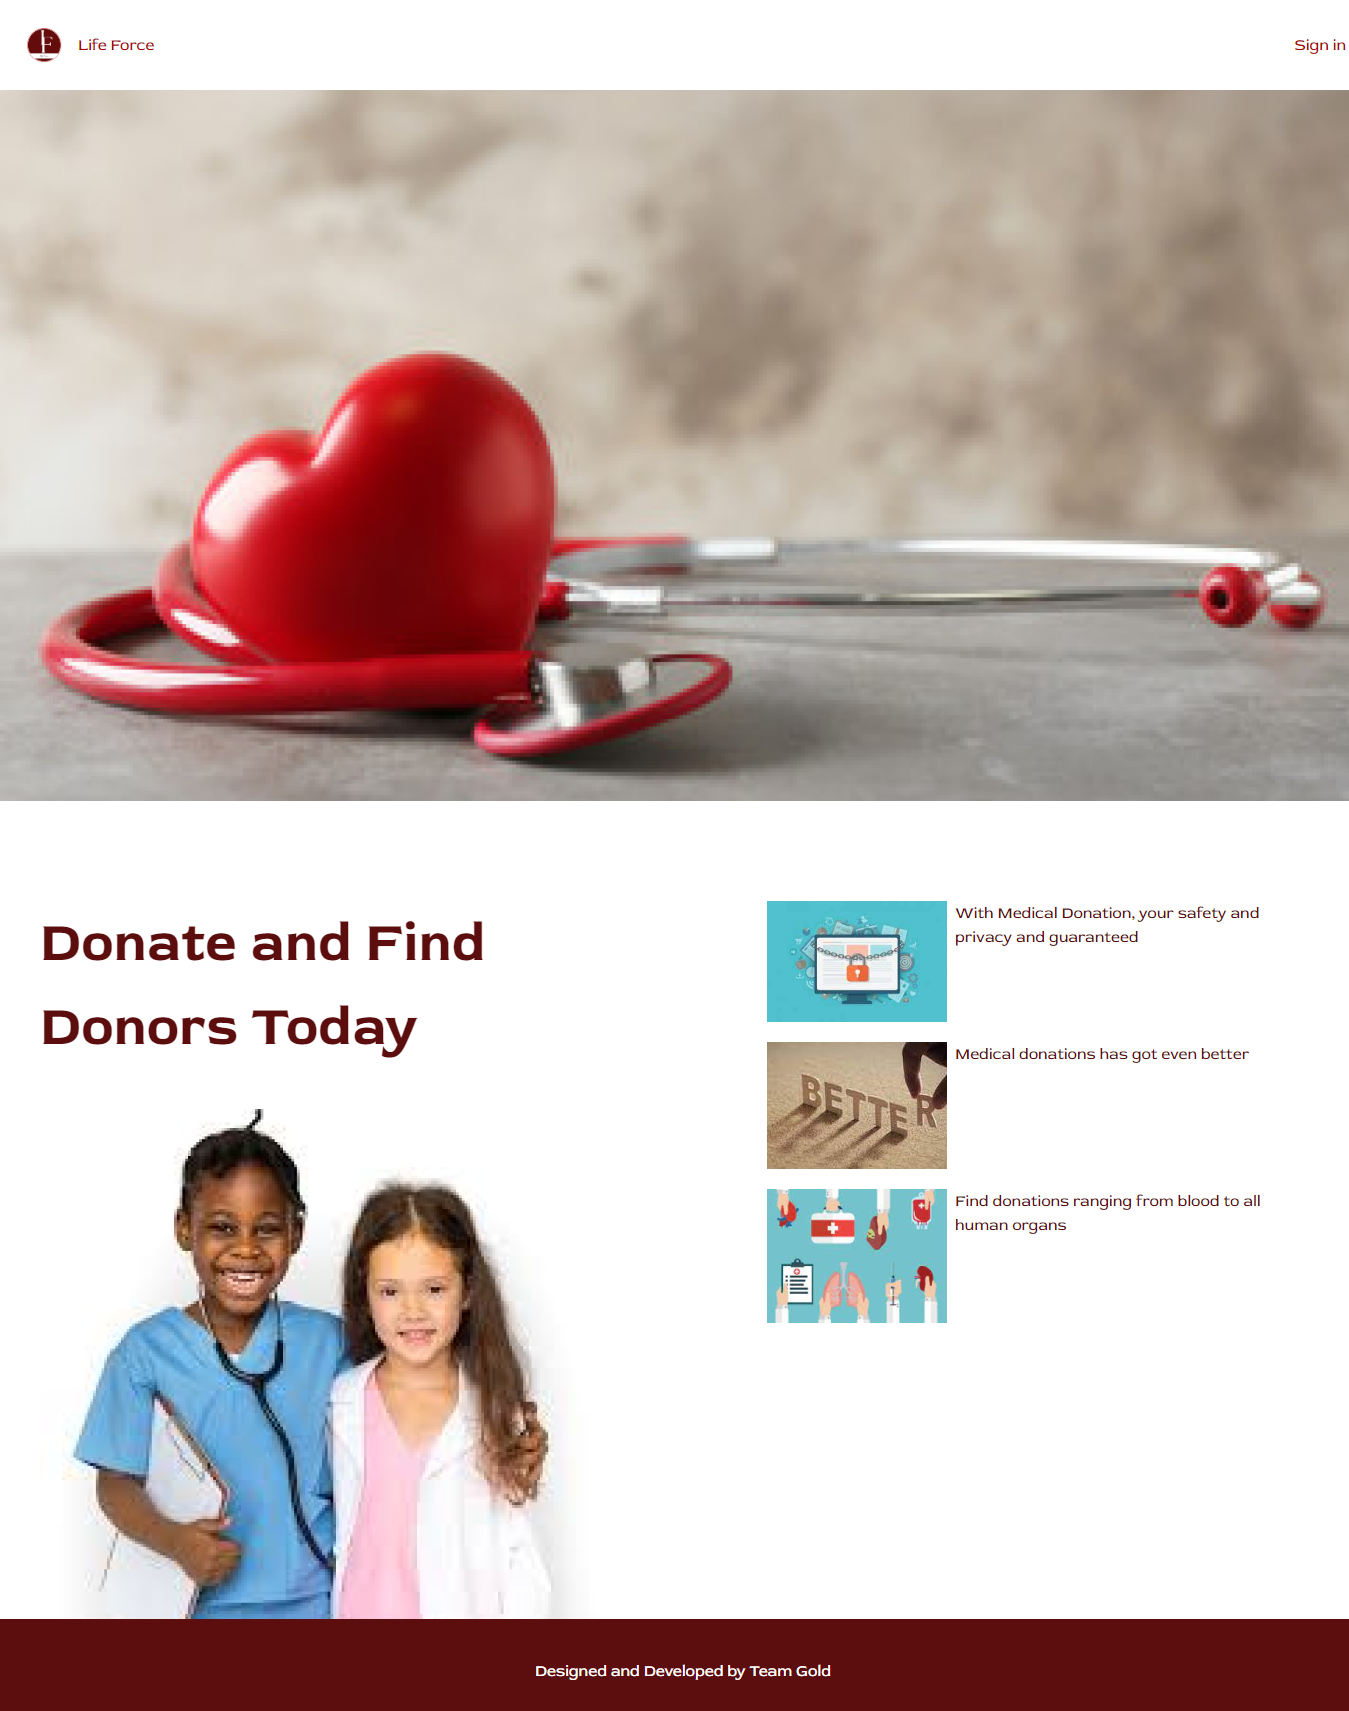 Life Force
Sign in
Donate and Find
Donors Today
With Medical Donation, your safety and
privacy and guaranteed
BETTER
Medical donations has got even better
Find donations ranging from blood to all
human organs
Designed and Developed by Team Gold